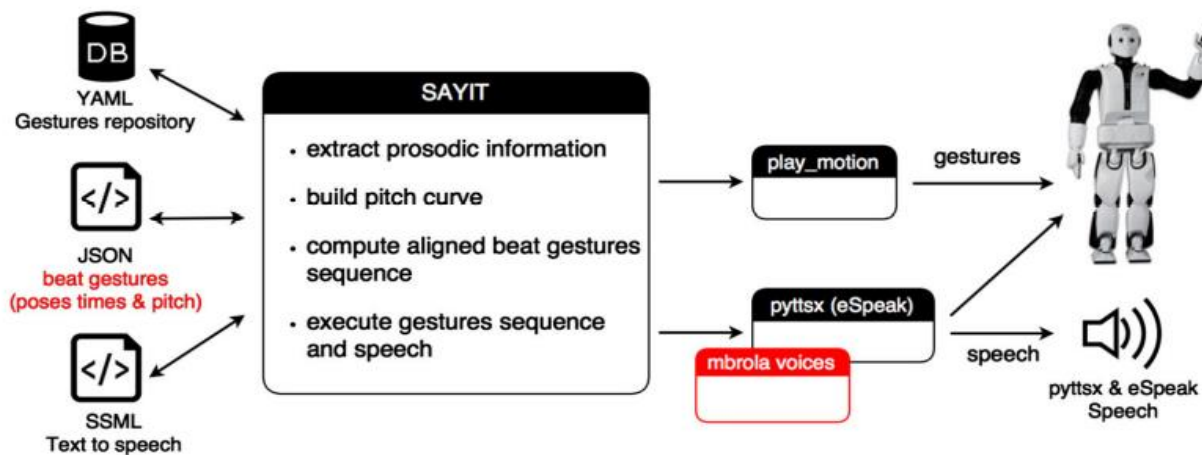 DB
YAML
Gestures repository
</>
JSON
beat gestures
(poses times & pitch)
</>
SSML
Text to speech
SAYIT
• extract prosodic information
• build pitch curve
• compute aligned beat gestures
sequence
• execute gestures sequence
and speech
play_motion
gestures
pyttsx (eSpeak)
mbrola voices
speech
pyttsx & eSpeak
Speech